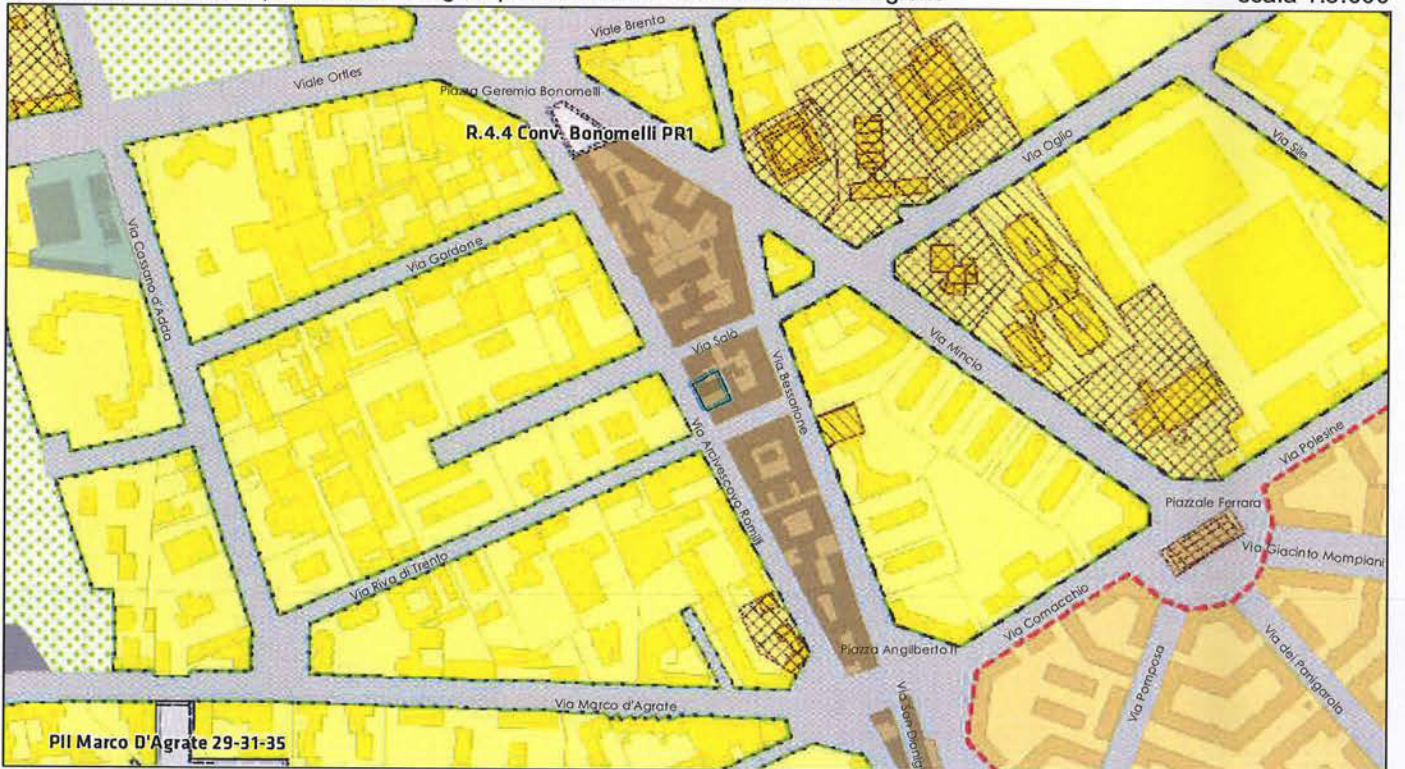 scala 1:5.000
Viale Brenta
Viale Ortles
Piazza Geremia Bonomelli
R.4.4 Conv. Bonomelli PR1
Via Oglio
Via Sile
Via Cassano d'Adda
Via Gardone
Via Salò
Via Bessarione
Via Mincio
Via Arcivescovo Romilli
Via Polesine
Piazzale Ferrara
Via Giacinto Mompiani
Via Riva di Trento
Via Comacchio
Piazza Angilberto II
Via Pomposa
Via dei Panigarola
Via Marco d'Agrate
Via San Dionigi
PII Marco D'Agrate 29-31-35